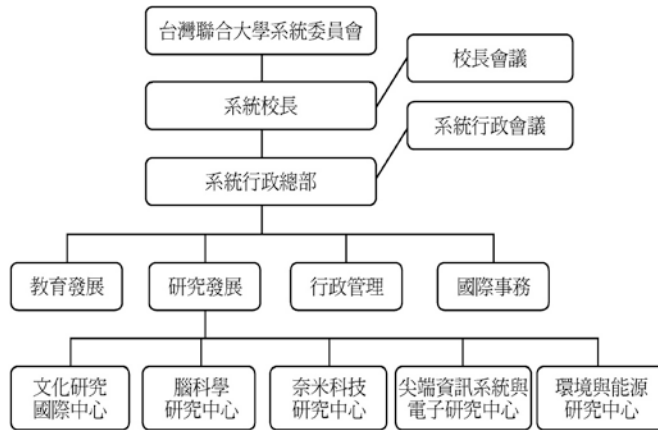 台灣聯合大學系統委員會
校長會議
系統校長
系統行政會議
系統行政總部
教育發展
研究發展
行政管理
國際事務
文化研究
國際中心
腦科學
研究中心
奈米科技
研究中心
尖端資訊系統與
電子研究中心
環境與能源
研究中心